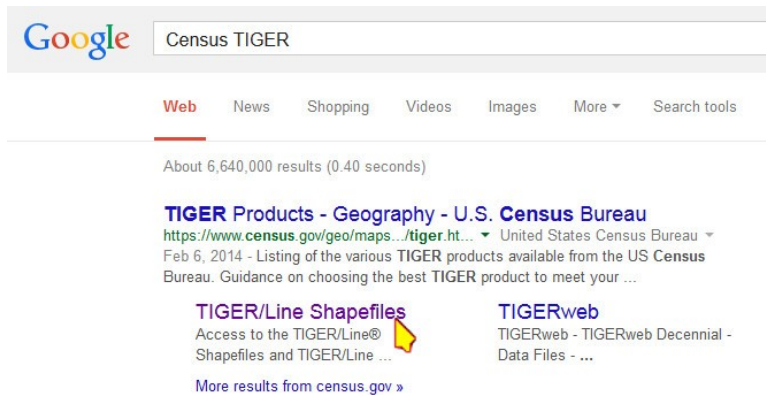 Google
Census TIGER
Web News Shopping Videos Images More Search tools
About 6,640,000 results (0.40 seconds)
TIGER Products - Geography - U.S. Census Bureau
https://www.census.gov/geo/maps.../tiger.ht... United States Census Bureau
Feb 6, 2014 - Listing of the various TIGER products available from the US Census
Bureau. Guidance on choosing the best TIGER product to meet your ...
TIGER/Line Shapefiles
Access to the TIGER/Line®
Shapefiles and TIGER/Line ...
TIGERweb
TIGERweb - TIGERweb Decennial -
Data Files - ...
More results from census.gov »